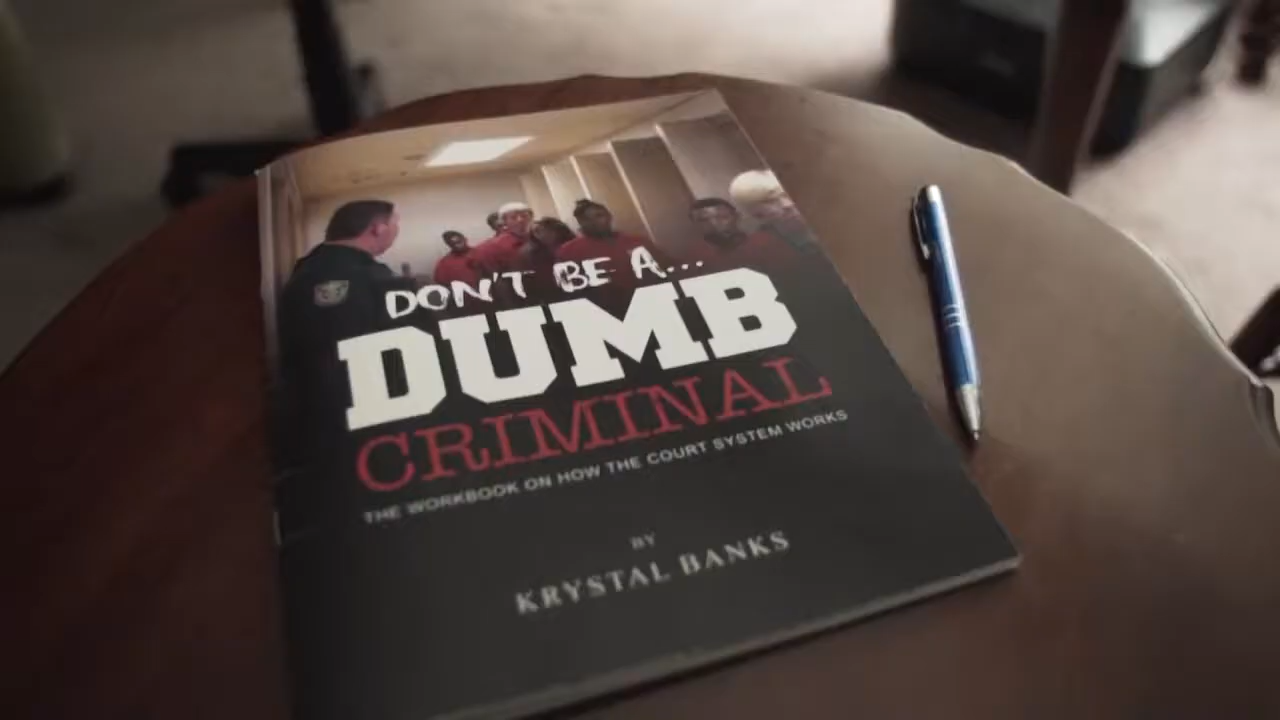 DON'T BE A...
DUMB
CRIMINAL
THE WORKBOOK ON HOW THE COURT SYSTEM WORKS
BY
KRYSTAL BANKS